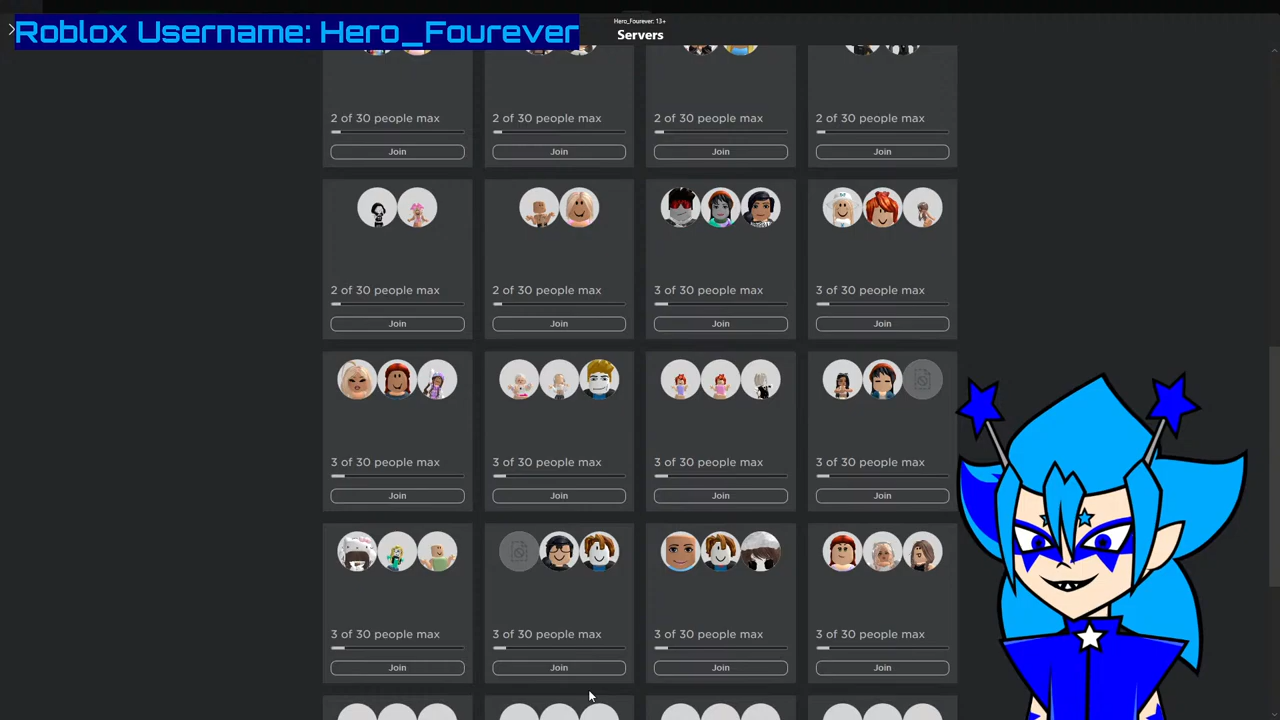 Roblox Username: Hero_Fourever
Hero_Fourever: 13+
Servers
2 of 30 people max
2 of 30 people max
2 of 30 people max
2 of 30 people max
Join
Join
Join
Join
2 of 30 people max
2 of 30 people max
3 of 30 people max
3 of 30 people max
Join
Join
Join
Join
3 of 30 people max
3 of 30 people max
3 of 30 people max
3 of 30 people max
Join
Join
Join
Join
3 of 30 people max
3 of 30 people max
3 of 30 people max
3 of 30 people max
Join
Join
Join
Join